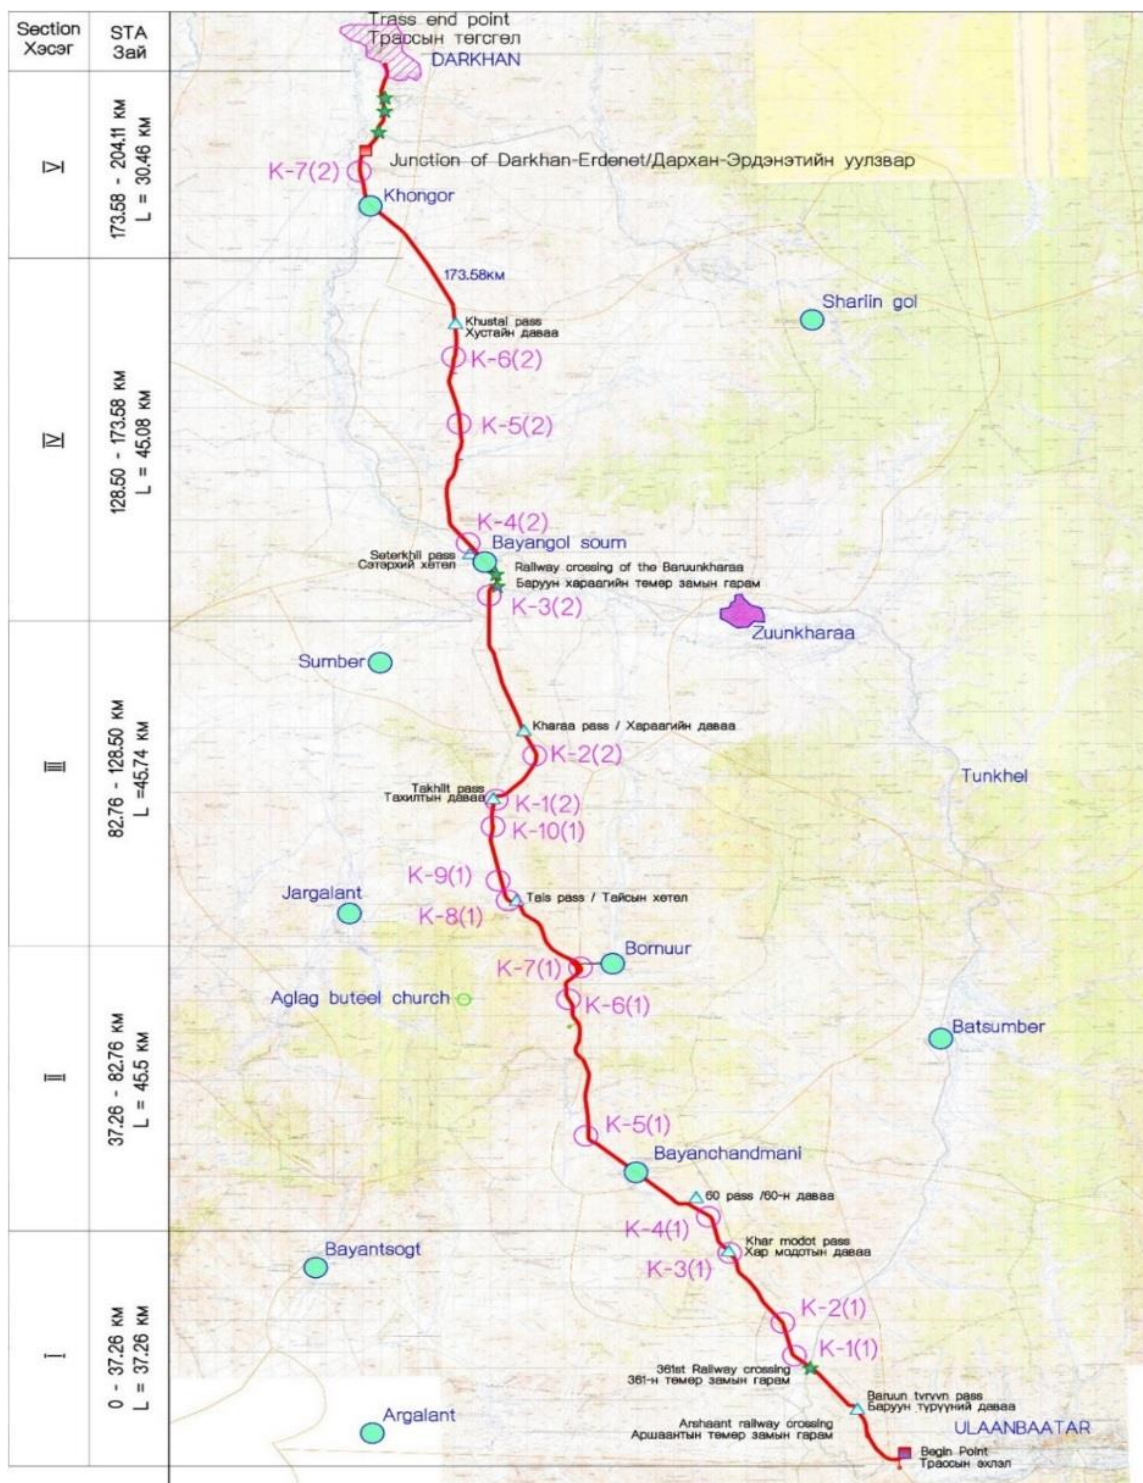 Section
Хэсэг
STA
Зай
Trass end point
Трассын төгсгөл
DARKHAN
V
173.58 - 204.11 км
L = 30.46 км
Junction of Darkhan-Erdenet/Дархан-Эрдэнэтийн уулзвар
K-7(2)
Khongor
173.58км
IV
128.50 - 173.58 км
L = 45.08 км
Shariin gol
Khustai pass
Хустайн даваа
K-6(2)
K-5(2)
K-4(2)
Bayangol soum
Seterkhii pass
Сэтэрхий хөтөл
Railway crossing of the Baruunkharaa
Баруун хараагийн төмөр замын гарам
K-3(2)
Zuunkharaa
III
82.76 - 128.50 км
L =45.74 км
Sumber
Kharaa pass / Хараагийн даваа
K-2(2)
Tunkhel
Takhilt pass
Тахилтын даваа
K-1(2)
K-10(1)
K-9(1)
Jargalant
Tais pass / Тайсын хөтөл
K-8(1)
II
37.26 - 82.76 км
L = 45.5 км
Bornuur
K-7(1)
Aglag buteel church
K-6(1)
Batsumber
K-5(1)
Bayanchandmani
60 pass /60-н даваа
K-4(1)
I
0 - 37.26 км
L = 37.26 км
Bayantsogt
Khar modot pass
Хар модотын даваа
K-3(1)
K-2(1)
K-1(1)
361st Railway crossing
361-н төмөр замын гарам
Baruun tvrvvn pass
Баруун түрүүний даваа
Argalant
Arshaant railway crossing
Аршаантын төмөр замын гарам
ULAANBAATAR
Begin Point
Трассын эхлэл